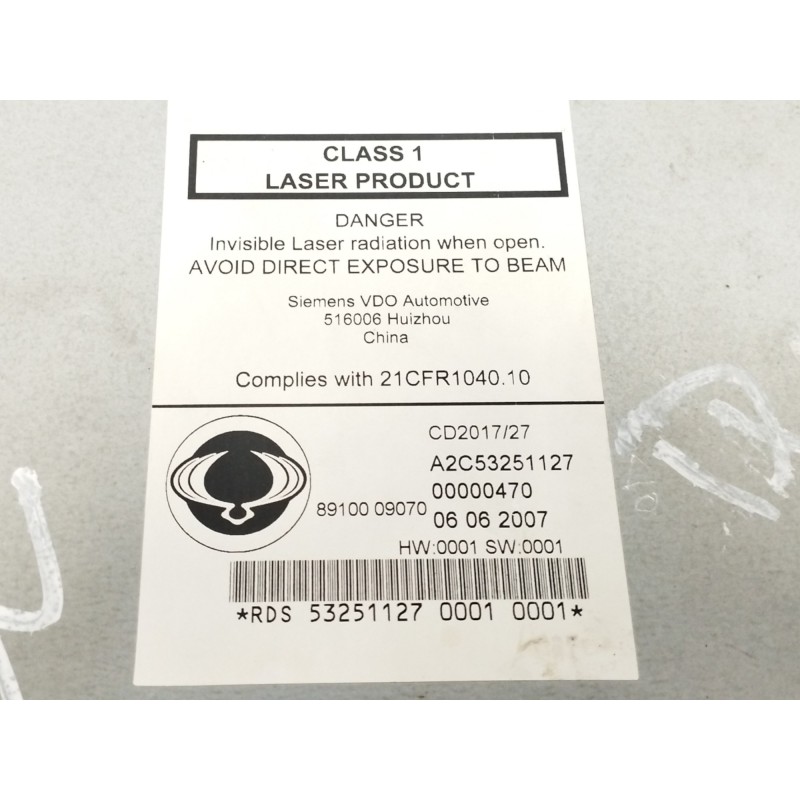 CLASS 1
LASER PRODUCT
DANGER
Invisible Laser radiation when open.
AVOID DIRECT EXPOSURE TO BEAM
Siemens VDO Automotive
516006 Huizhou
China
Complies with 21CFR1040.10
CD2017/27
A2C53251127
00000470
89100 09070
06 06 2007
HW:0001 SW:0001
*RDS 53251127 0001 0001*